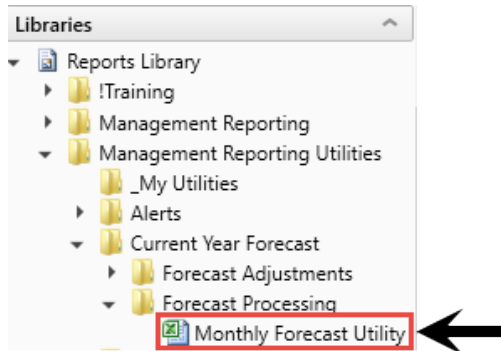 Libraries
Reports Library
!Training
Management Reporting
Management Reporting Utilities
_My Utilities
Alerts
Current Year Forecast
Forecast Adjustments
Forecast Processing
Monthly Forecast Utility